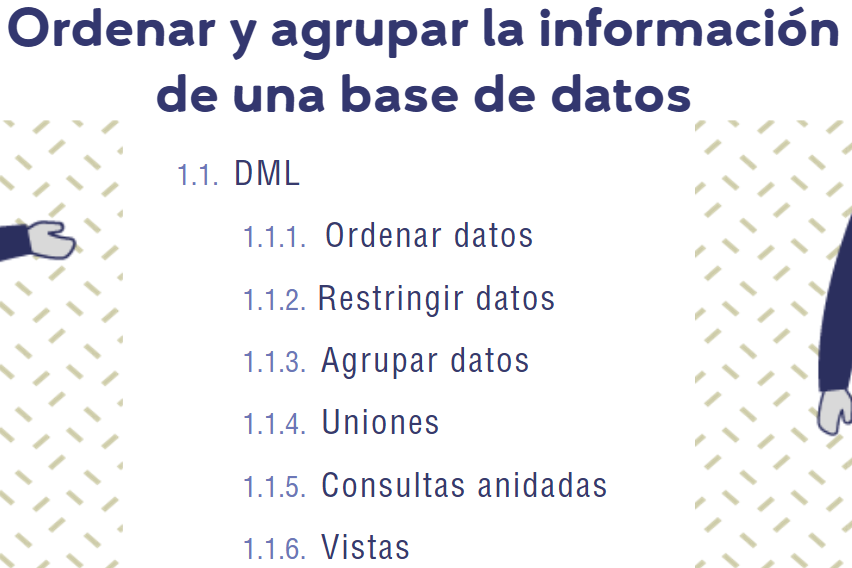 Ordenar y agrupar la información
de una base de datos
1.1. DML
1.1.1. Ordenar datos
1.1.2. Restringir datos
1.1.3. Agrupar datos
1.1.4. Uniones
1.1.5. Consultas anidadas
1.1.6. Vistas